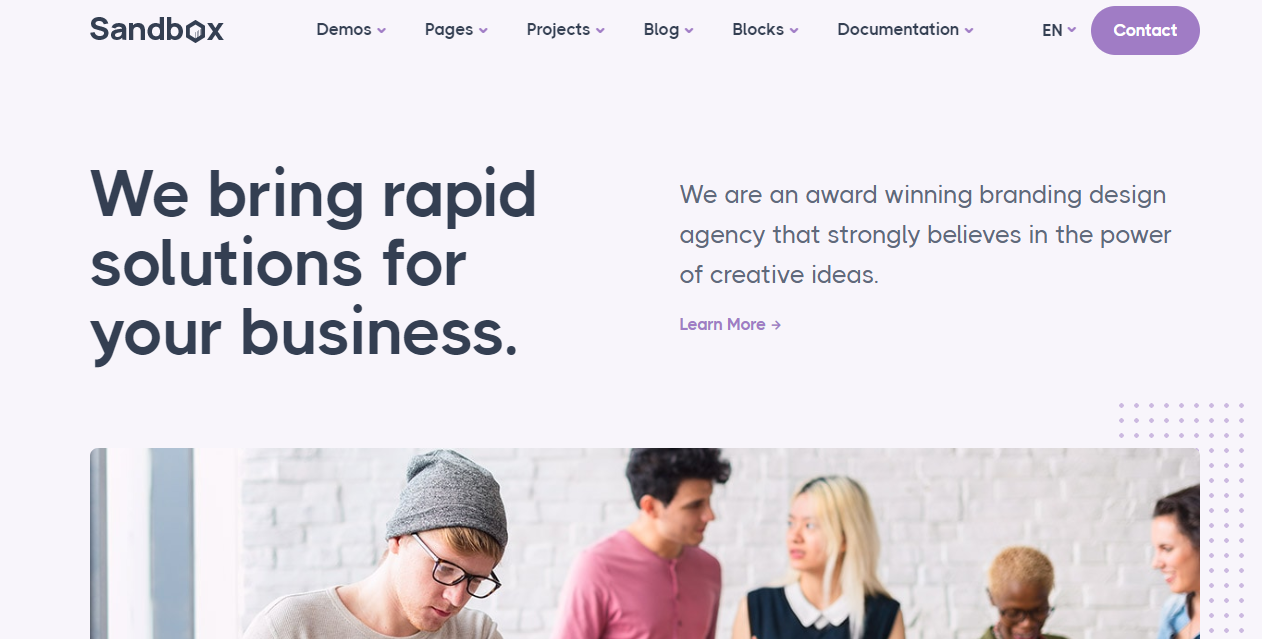 Sandbox
Demos
Pages
Projects
Blog
Blocks
Documentation
EN
Contact
We bring rapid
solutions for
your business.
We are an award winning branding design
agency that strongly believes in the power
of creative ideas.
Learn More →